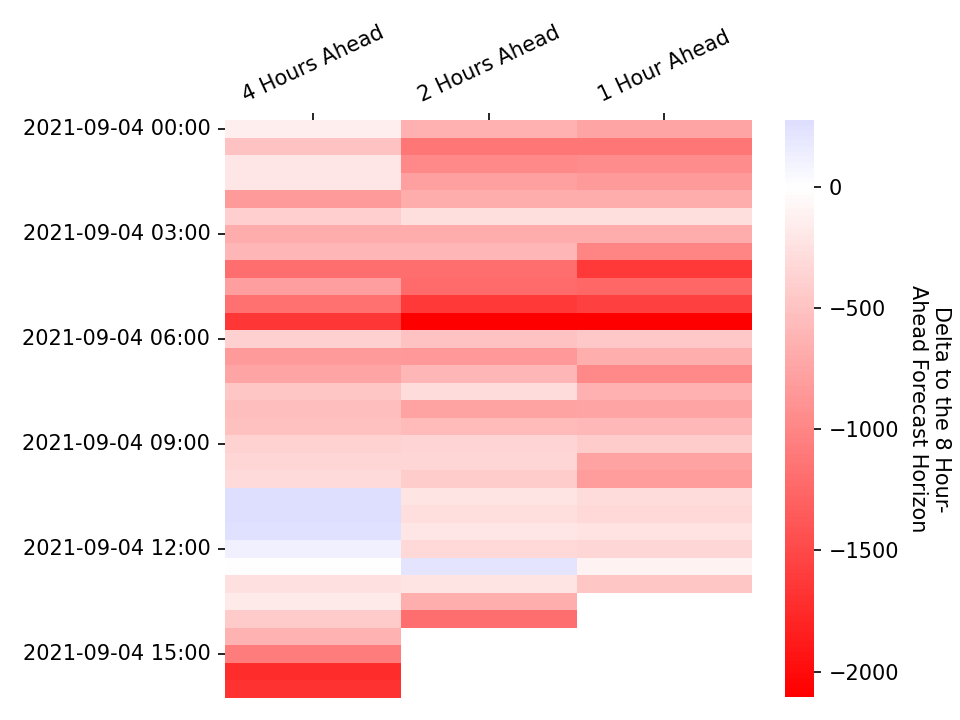 4 Hours Ahead
2 Hours Ahead
1 Hour Ahead
2021-09-04 00:00
2021-09-04 03:00
2021-09-04 06:00
2021-09-04 09:00
2021-09-04 12:00
2021-09-04 15:00
0
−500
−1000
−1500
−2000
Delta to the 8 Hour-
Ahead Forecast Horizon